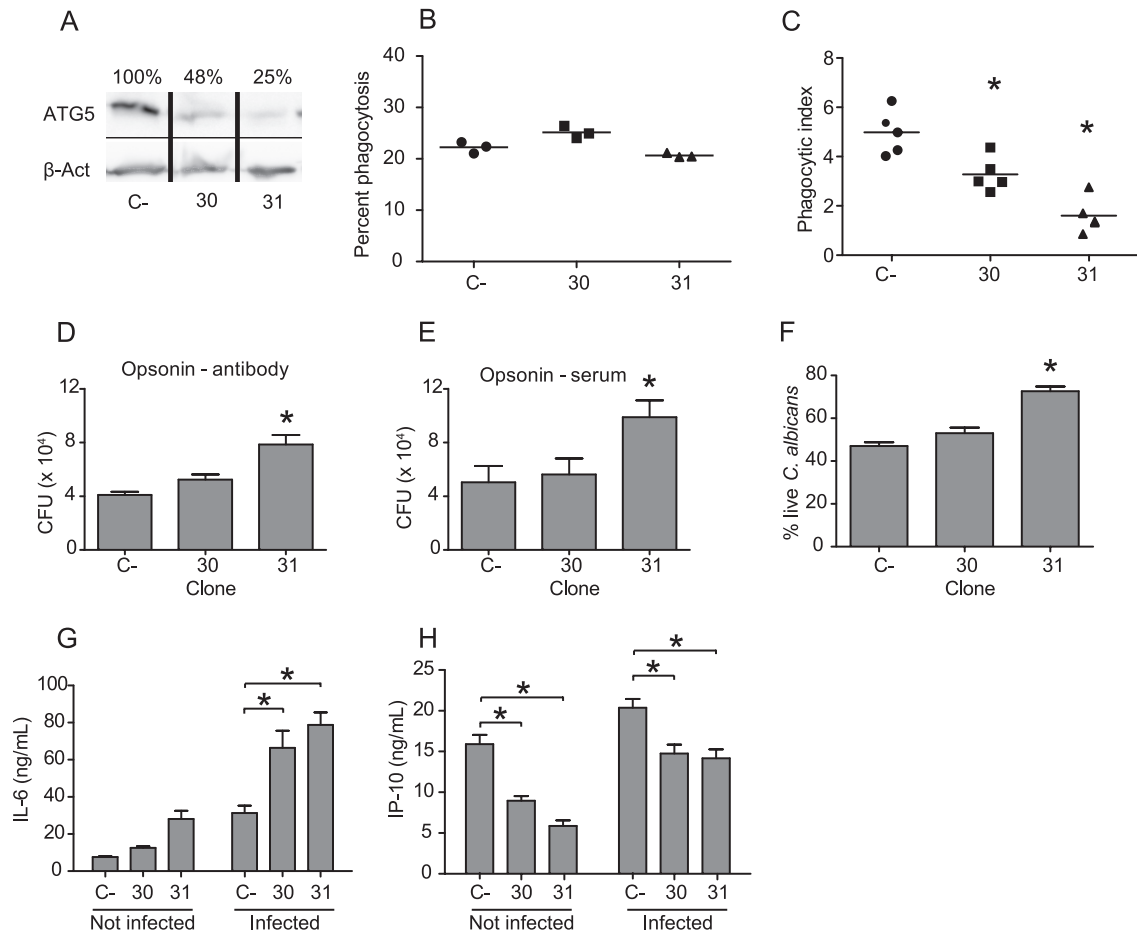 A
100% 48% 25%
ATG5
β-Act
C- 30 31
B
Percent phagocytosis
40
30
20
10
0
C- 30 31
C
Phagocytic index
8
6
4
2
0
* *
C- 30 31
D
Opsonin - antibody
CFU (x 10⁴)
12
8
4
0
*
C- 30 31
Clone
E
Opsonin - serum
CFU (x 10⁴)
12
8
4
0
*
C- 30 31
Clone
F
% live C. albicans
80
60
40
20
0
*
C- 30 31
G
IL-6 (ng/mL)
100
80
60
40
20
0
*
*
C- 30 31 C- 30 31
Not infected Infected
H
IP-10 (ng/mL)
25
20
15
10
5
0
* *
* *
C- 30 31 C- 30 31
Not infected Infected